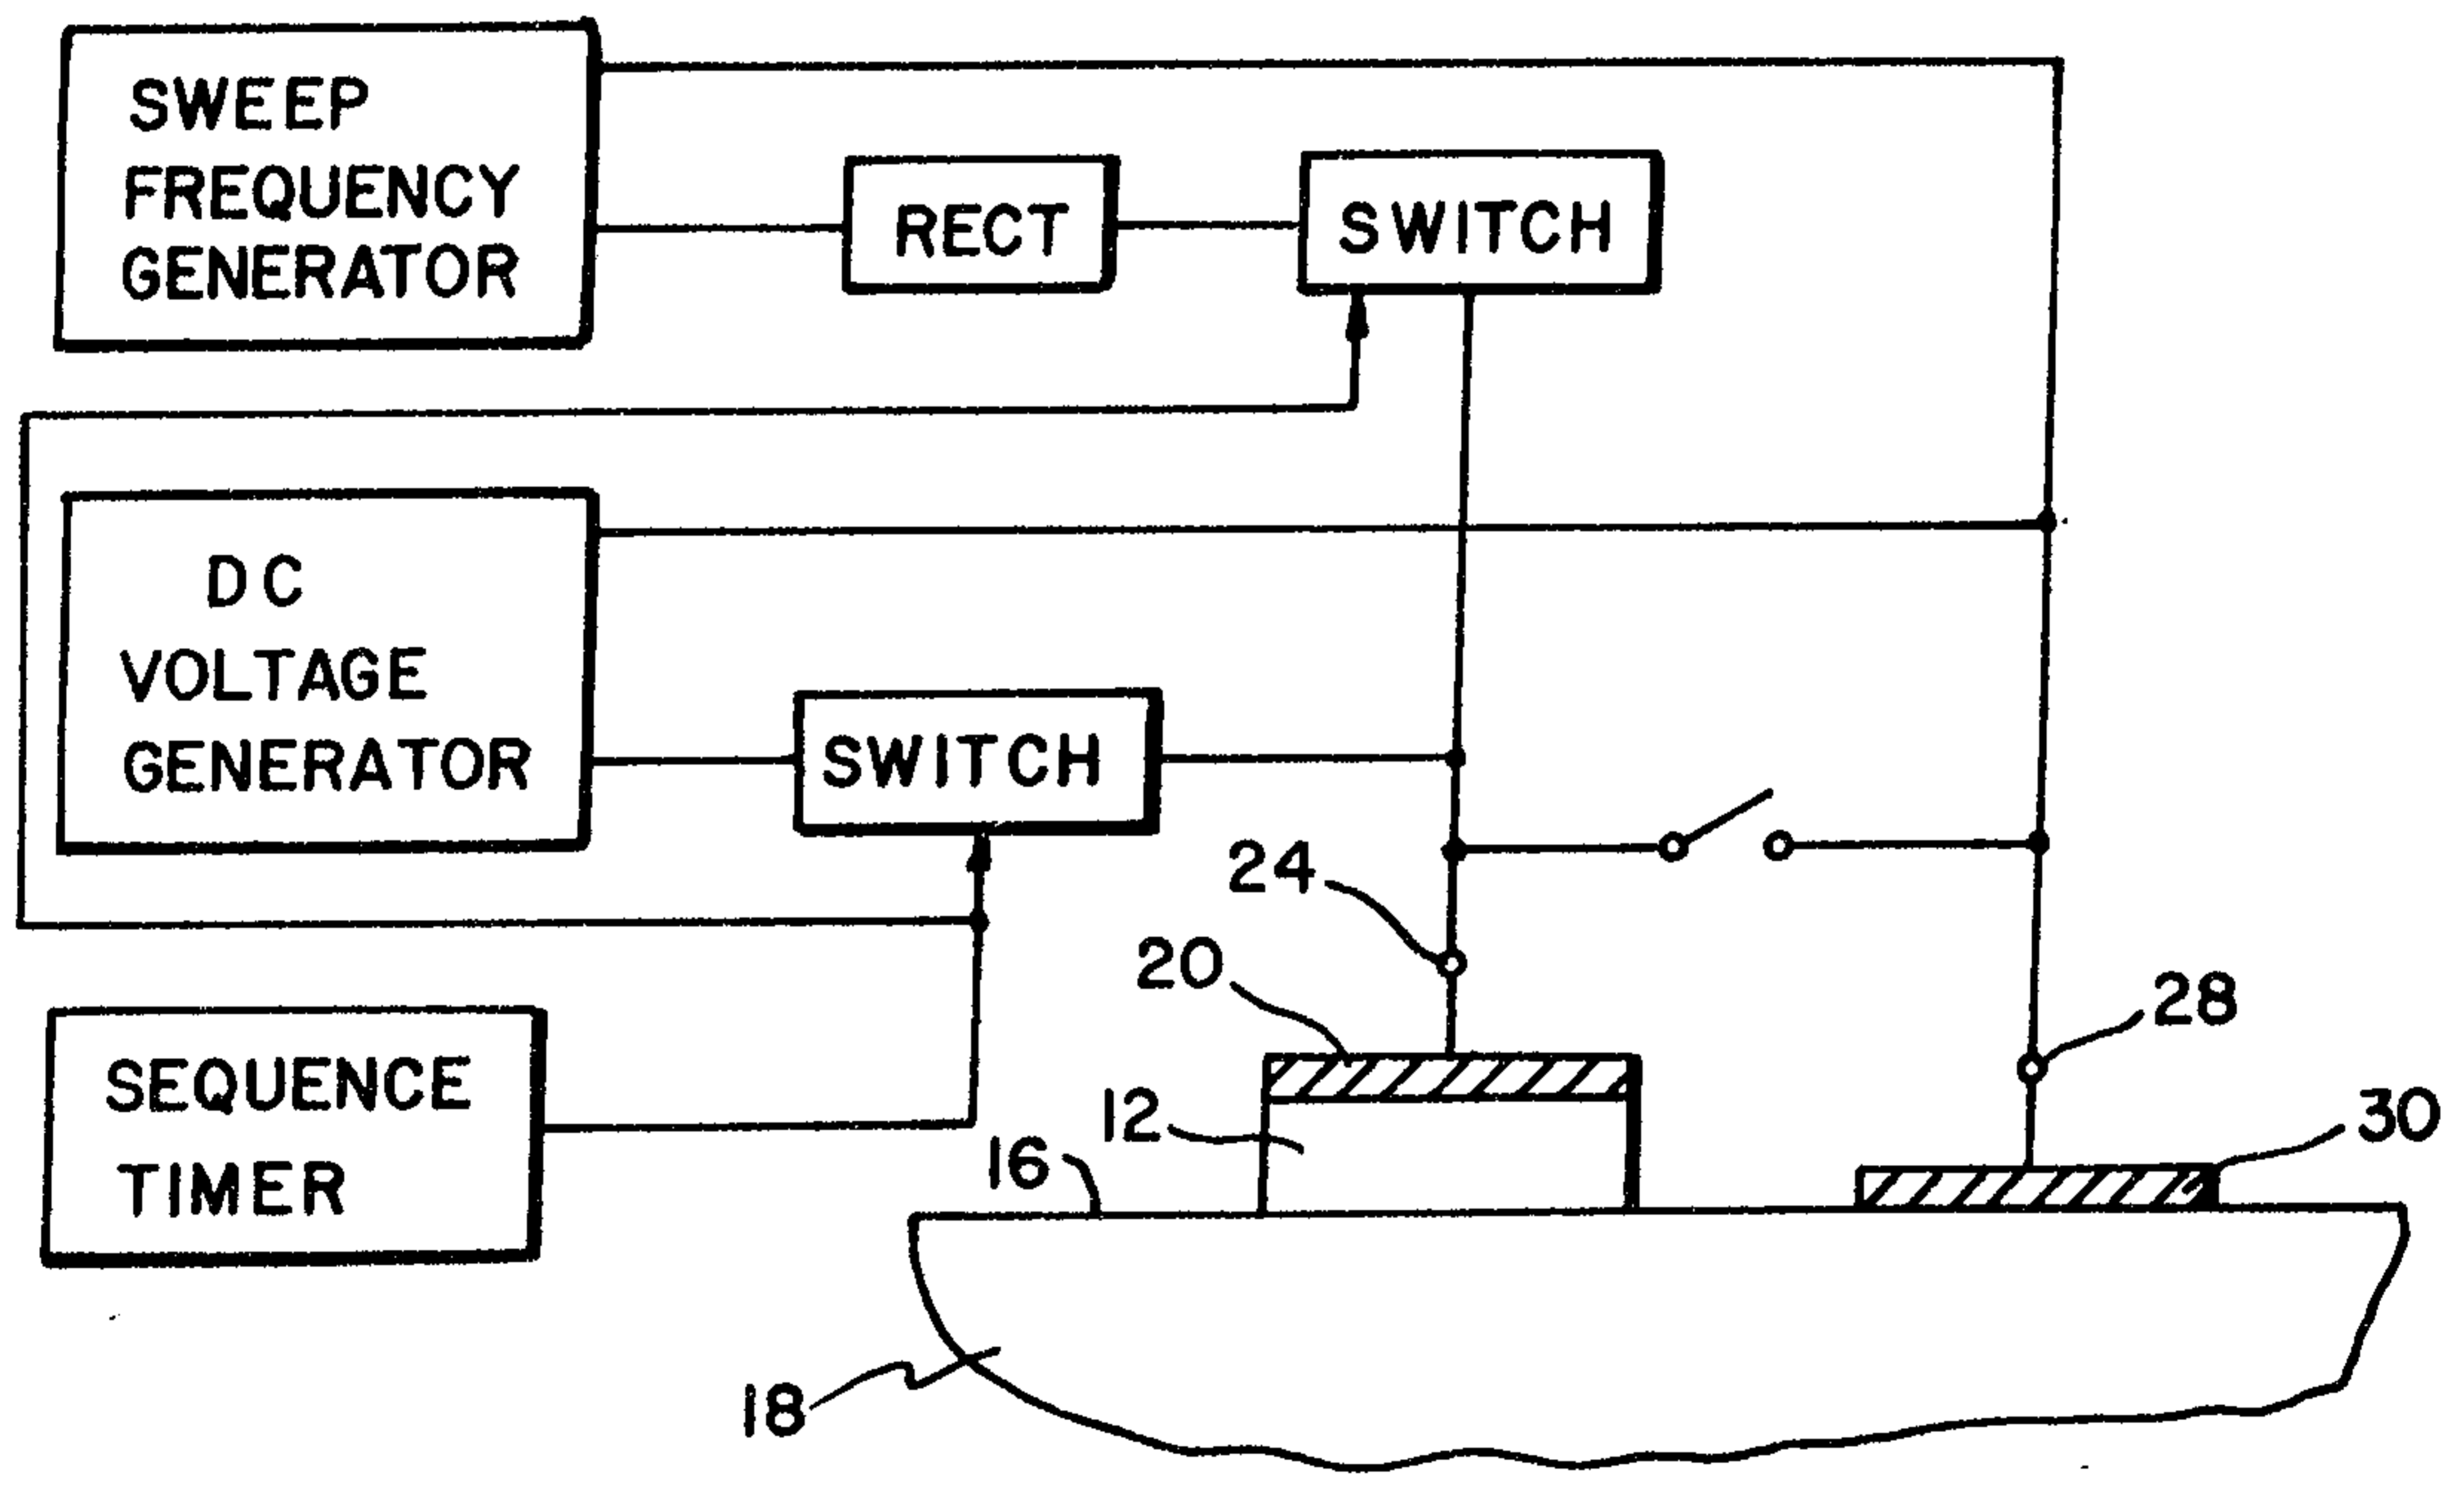 SWEEP
FREQUENCY
GENERATOR
RECT
SWITCH
DC
VOLTAGE
GENERATOR
SWITCH
24
20
28
SEQUENCE
TIMER
12
16
30
18